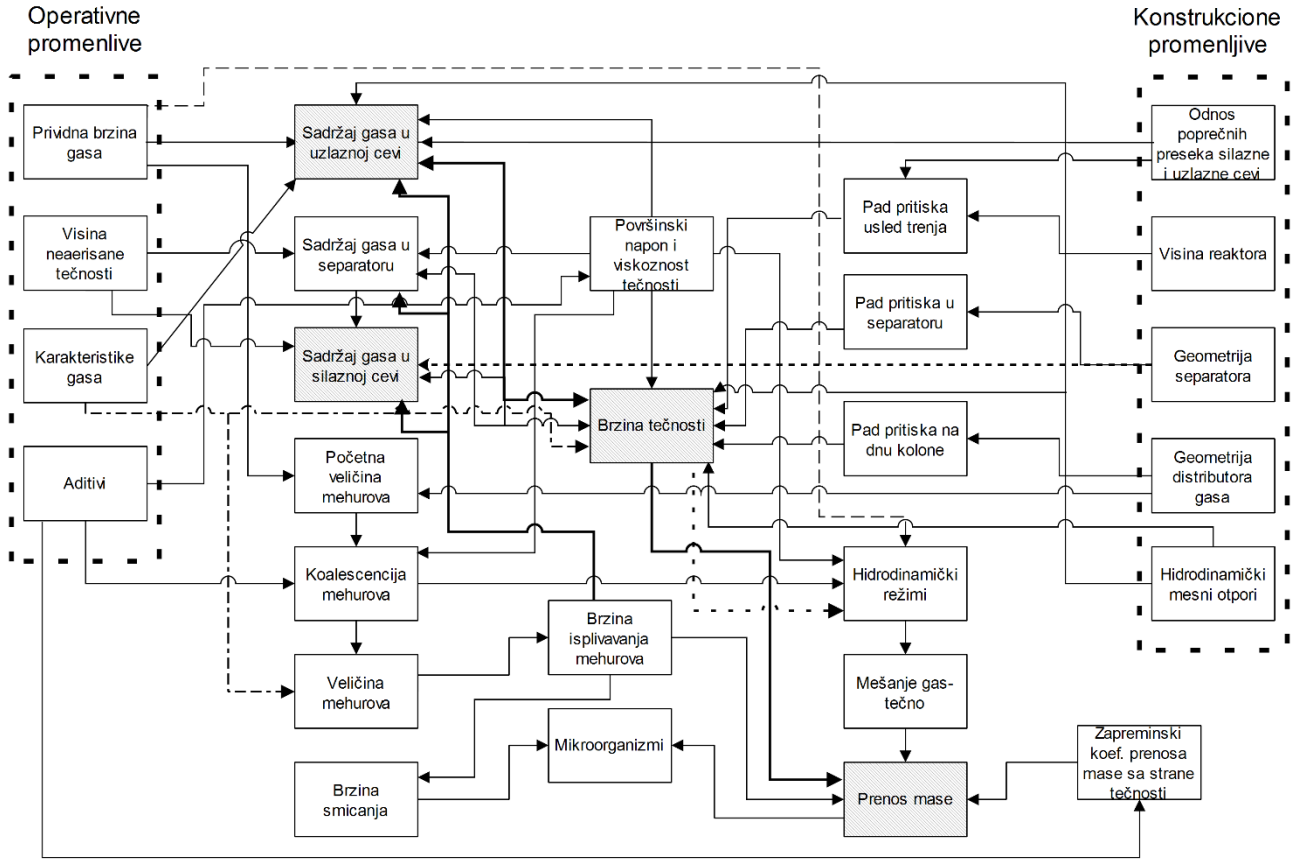 Operativne
promenlive
Konstrukcione
promenljive
Prividna brzina
gasa
Sadržaj gasa u
uzlaznoj cevi
Odnos
poprečnih
preseka silazne
i uzlazne cevi
Visina
neaerisane
tečnosti
Sadržaj gasa u
separatoru
Površinski
napon i
viskoznost
tečnosti
Pad pritiska
usled trenja
Visina reaktora
Pad pritiska u
separatoru
Karakteristike
gasa
Sadržaj gasa u
silaznoj cevi
Geometrija
separatora
Brzina tečnosti
Pad pritiska na
dnu kolone
Aditivi
Početna
veličina
mehurova
Geometrija
distributora
gasa
Koalescencija
mehurova
Hidrodinamički
režimi
Hidrodinamički
mesni otpori
Brzina
isplivavanja
mehurova
Veličina
mehurova
Mešanje gas-
tečno
Mikroorganizmi
Zapreminski
koef. prenosa
mase sa strane
tečnosti
Brzina
smicanja
Prenos mase